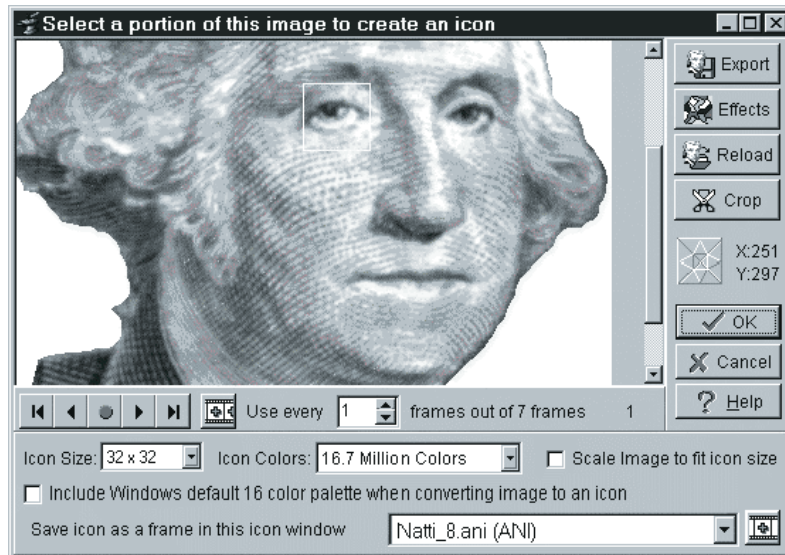 Select a portion of this image to create an icon
Export
Effects
Reload
Crop
X:251
Y:297
OK
Cancel
Help
Use every 1 frames out of 7 frames 1
Icon Size: 32 x 32 Icon Colors: 16.7 Million Colors Scale Image to fit icon size
Include Windows default 16 color palette when converting image to an icon
Save icon as a frame in this icon window Natti_8.ani (ANI)